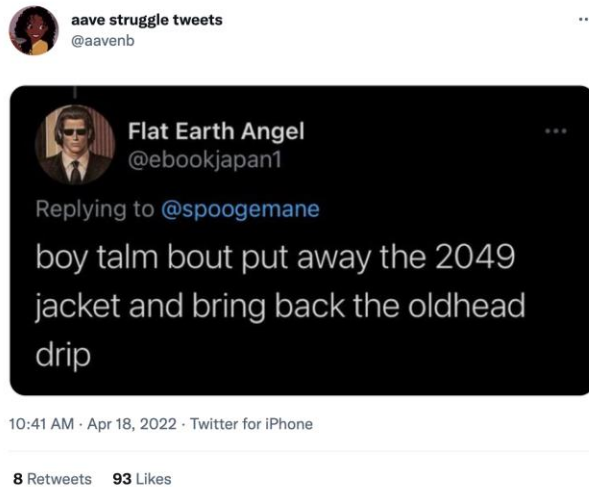 aave struggle tweets
@aavenb
Flat Earth Angel
@ebookjapan1
Replying to @spoogemane
boy talm bout put away the 2049
jacket and bring back the oldhead
drip
10:41 AM · Apr 18, 2022 · Twitter for iPhone
8 Retweets 93 Likes